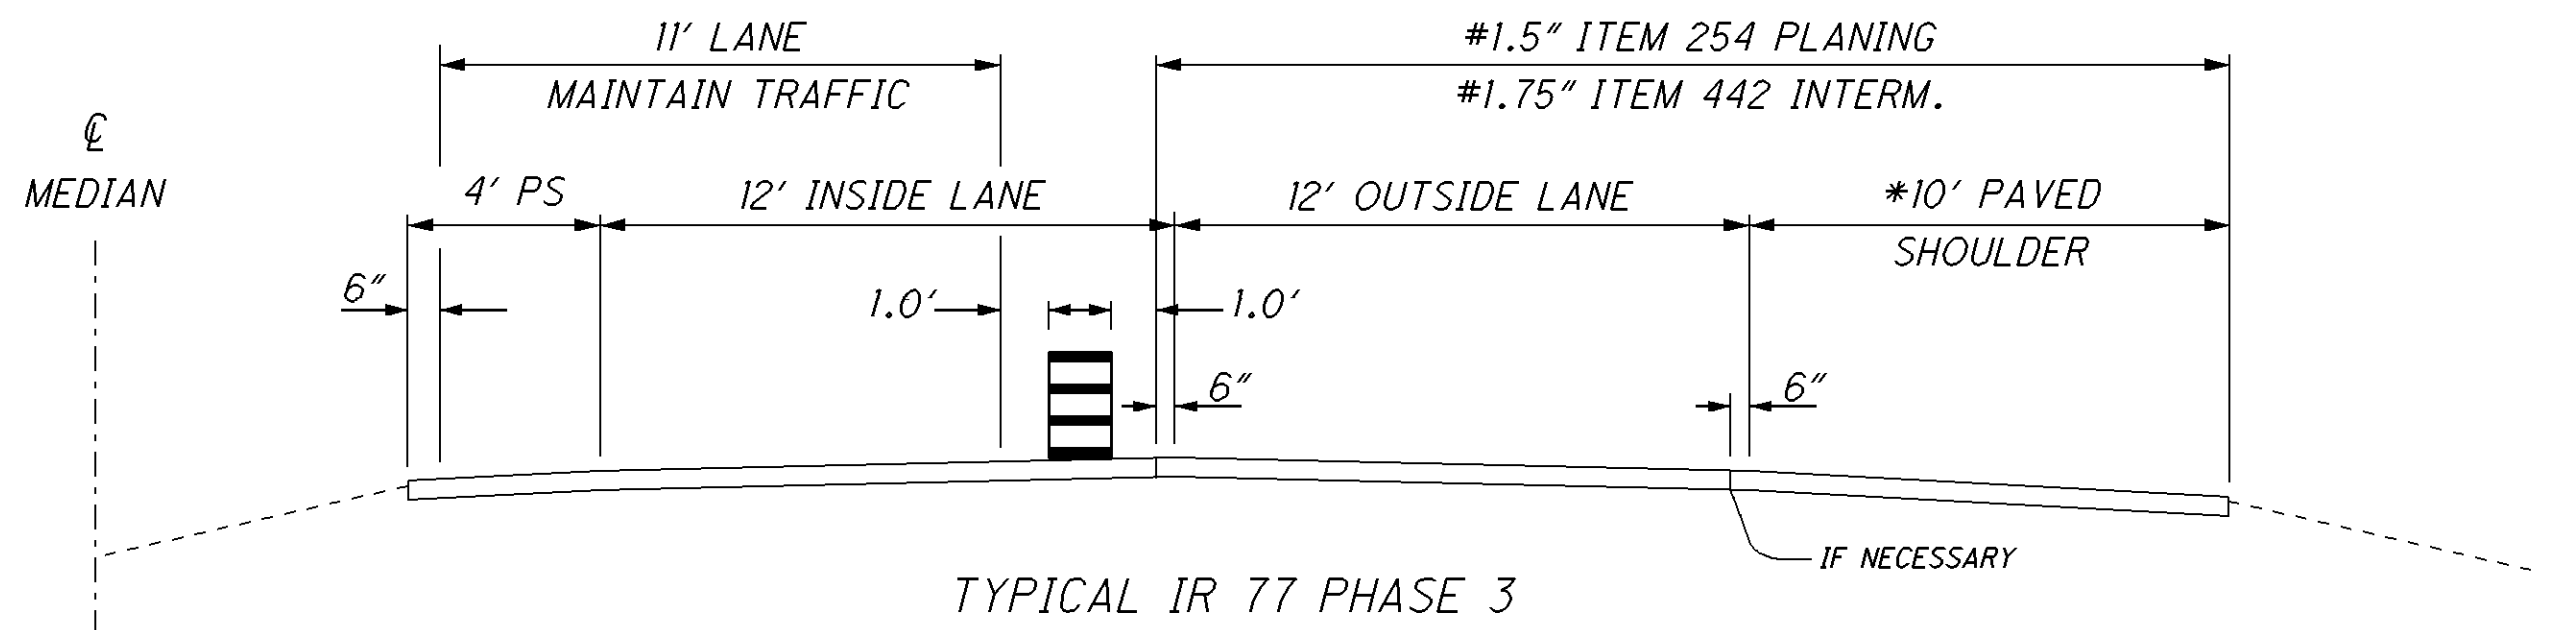 11' LANE
MAINTAIN TRAFFIC
#1.5" ITEM 254 PLANING
#1.75" ITEM 442 INTERM.
℄
MEDIAN
4' PS
12' INSIDE LANE
12' OUTSIDE LANE
*10' PAVED
SHOULDER
6"
1.0'
1.0'
6"
6"
IF NECESSARY
TYPICAL IR 77 PHASE 3